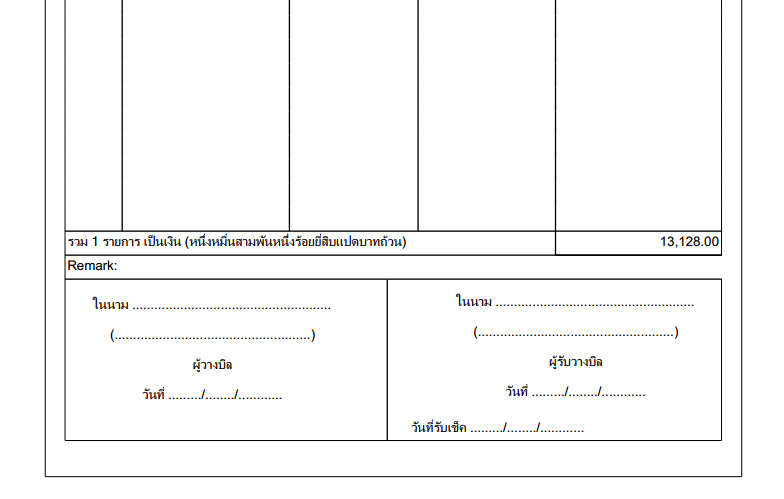 รวม 1 รายการ เป็นเงิน (หนึ่งหมื่นสามพันหนึ่งร้อยยี่สิบแปดบาทถ้วน) 13,128.00
Remark:
ในนาม ......................................................
(.....................................................)
ผู้วางบิล
วันที่ ........./......../............
ในนาม ......................................................
(.....................................................)
ผู้รับวางบิล
วันที่ ........./......../............
วันที่รับเช็ค ........./......../............